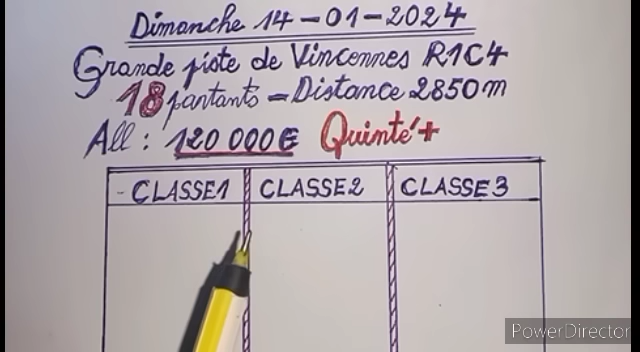 Dimanche 14-01-2024
Grande piste de Vincennes R1C4
18 partants - Distance 2850m
All : 120 000€ Quinté+
CLASSE1 CLASSE2 CLASSE3
PowerDirector